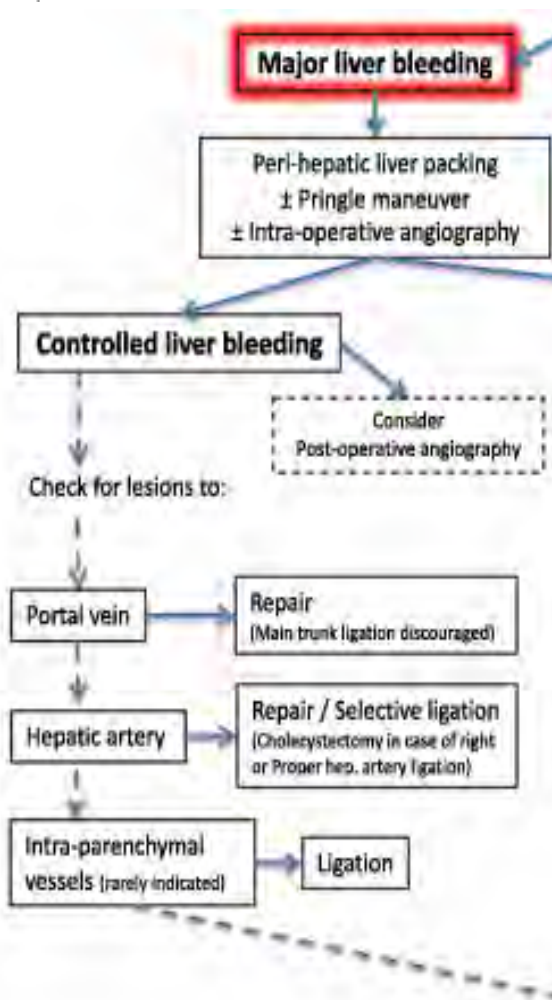 Major liver bleeding
Peri-hepatic liver packing
± Pringle maneuver
± Intra-operative angiography
Controlled liver bleeding
Consider
Post-operative angiography
Check for lesions to:
Portal vein
Repair
(Main trunk ligation discouraged)
Hepatic artery
Repair / Selective ligation
(Cholecystectomy in case of right
or Proper hep. artery ligation)
Intra-parenchymal
vessels (rarely indicated)
Ligation